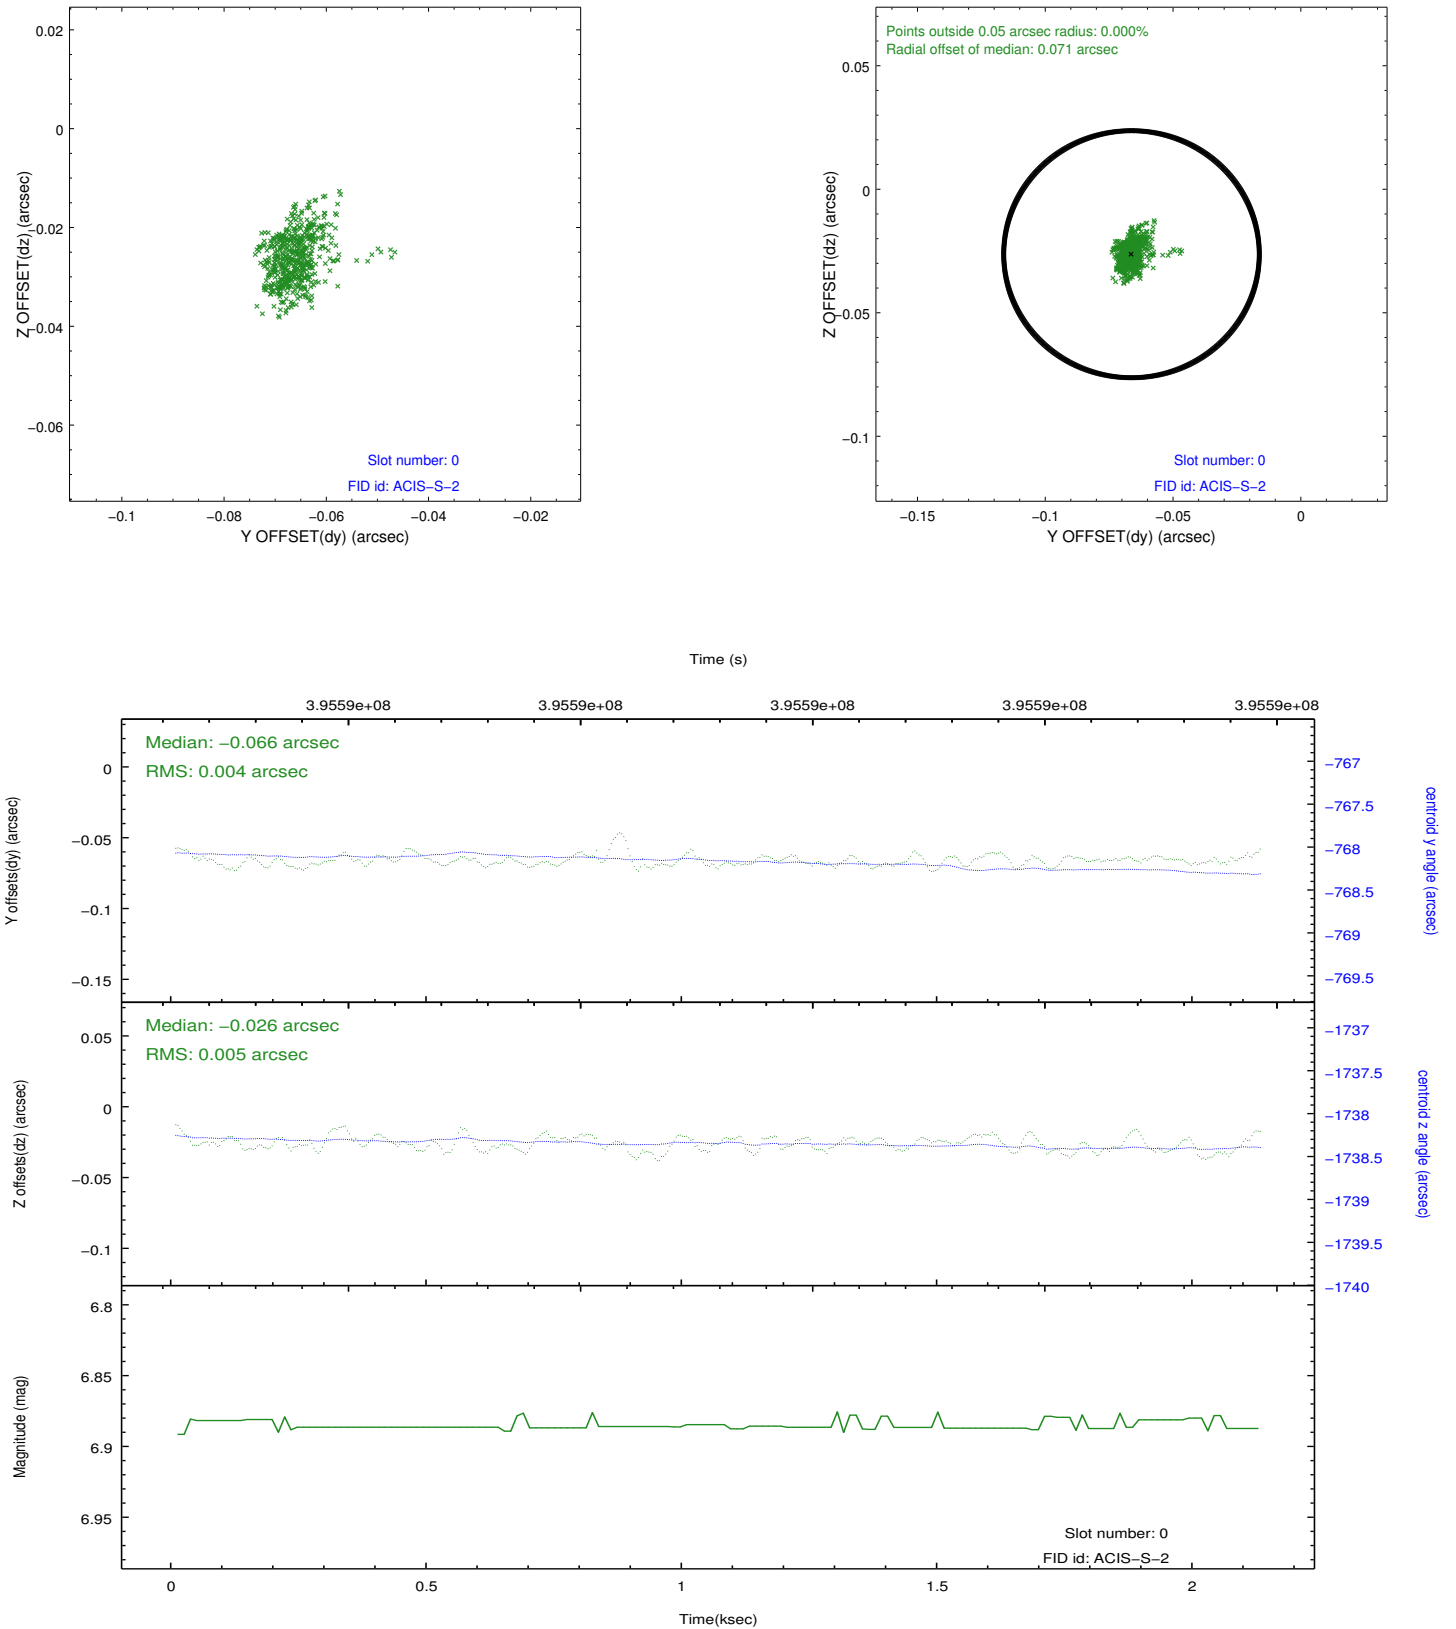 0.02
0
−0.02
−0.04
−0.06
Z OFFSET(dz) (arcsec)
Slot number: 0
FID id: ACIS−S−2
−0.1
−0.08
−0.06
−0.04
−0.02
Y OFFSET(dy) (arcsec)
Points outside 0.05 arcsec radius: 0.000%
Radial offset of median: 0.071 arcsec
0.05
0
−0.05
−0.1
Z OFFSET(dz) (arcsec)
Slot number: 0
FID id: ACIS−S−2
−0.15
−0.1
−0.05
0
Y OFFSET(dy) (arcsec)
Time (s)
3.9559e+08
3.9559e+08
3.9559e+08
3.9559e+08
3.9559e+08
Median: −0.066 arcsec
RMS: 0.004 arcsec
0
−0.05
−0.1
−0.15
Y offsets(dy) (arcsec)
−767
−767.5
−768
−768.5
−769
−769.5
centroid y angle (arcsec)
Median: −0.026 arcsec
RMS: 0.005 arcsec
0.05
0
−0.05
−0.1
Z offsets(dz) (arcsec)
−1737
−1737.5
−1738
−1738.5
−1739
−1739.5
−1740
centroid z angle (arcsec)
6.8
6.85
6.9
6.95
Magnitude (mag)
Slot number: 0
FID id: ACIS−S−2
0
0.5
1
1.5
2
Time(ksec)